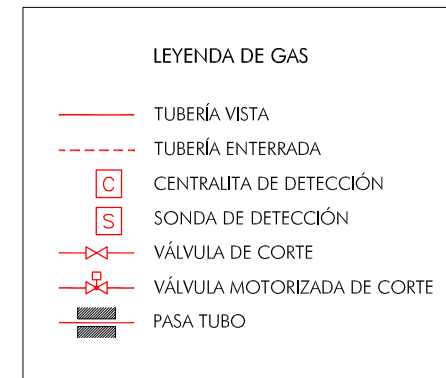 LEYENDA DE GAS
TUBERÍA VISTA
TUBERÍA ENTERRADA
C CENTRALITA DE DETECCIÓN
S SONDA DE DETECCIÓN
VÁLVULA DE CORTE
VÁLVULA MOTORIZADA DE CORTE
PASA TUBO